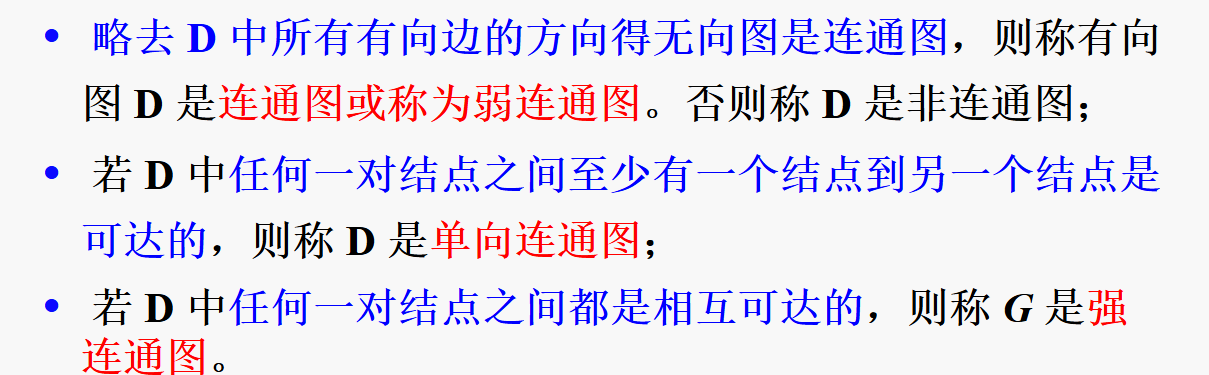 • 略去 D 中所有有向边的方向得无向图是连通图，则称有向
图 D 是连通图或称为弱连通图。否则称 D 是非连通图；
• 若 D 中任何一对结点之间至少有一个结点到另一个结点是
可达的，则称 D 是单向连通图；
• 若 D 中任何一对结点之间都是相互可达的，则称 G 是强
连通图。